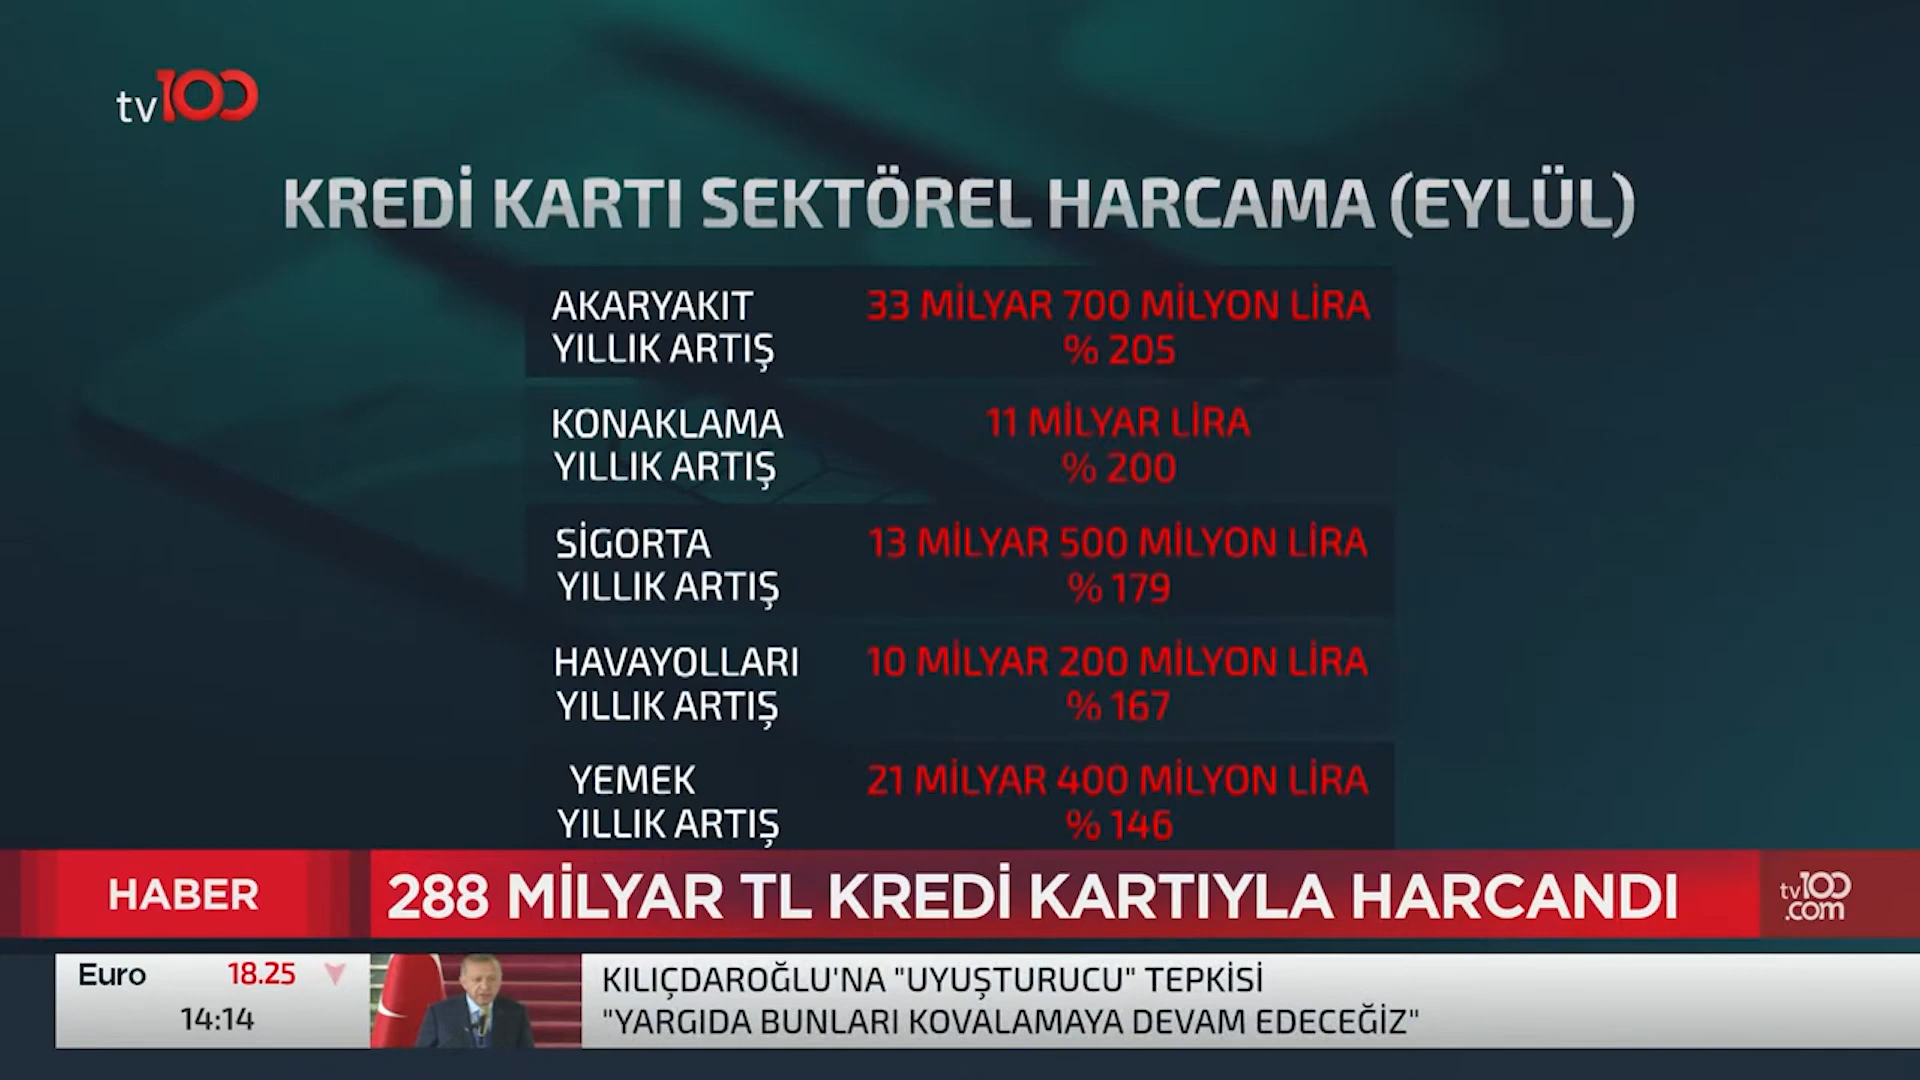 tv100
KREDİ KARTI SEKTÖREL HARCAMA (EYLÜL)
AKARYAKIT 33 MİLYAR 700 MİLYON LİRA
YILLIK ARTIŞ % 205
KONAKLAMA 11 MİLYAR LİRA
YILLIK ARTIŞ % 200
SİGORTA 13 MİLYAR 500 MİLYON LİRA
YILLIK ARTIŞ % 179
HAVAYOLLARI 10 MİLYAR 200 MİLYON LİRA
YILLIK ARTIŞ % 167
YEMEK 21 MİLYAR 400 MİLYON LİRA
YILLIK ARTIŞ % 146
HABER 288 MİLYAR TL KREDİ KARTIYLA HARCANDI
tv100
.com
Euro 18.25
14:14
KILIÇDAROĞLU'NA "UYUŞTURUCU" TEPKİSİ
"YARGIDA BUNLARI KOVALAMAYA DEVAM EDECEĞİZ"